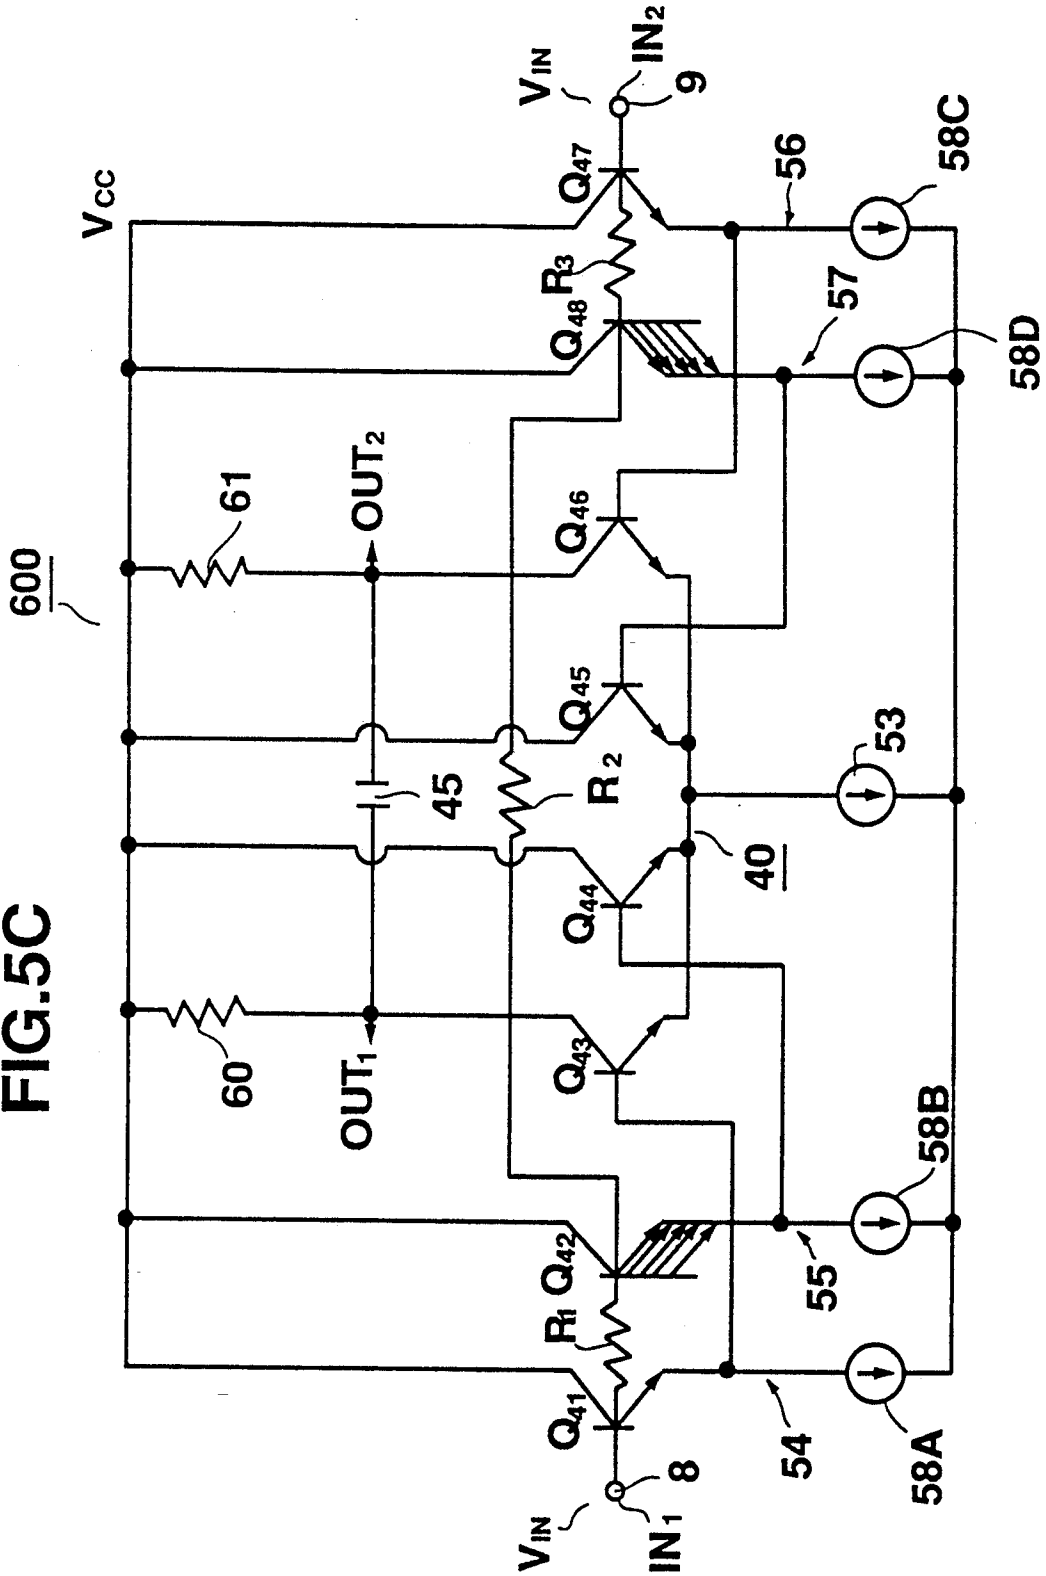 FIG.5C
600
VCC
60
61
OUT1
OUT2
45
R2
VIN
IN1
8
Q41
R1
Q42
Q43
Q44
Q45
Q46
Q48
R3
Q47
VIN
IN2
9
40
54
55
53
57
56
58A
58B
58D
58C